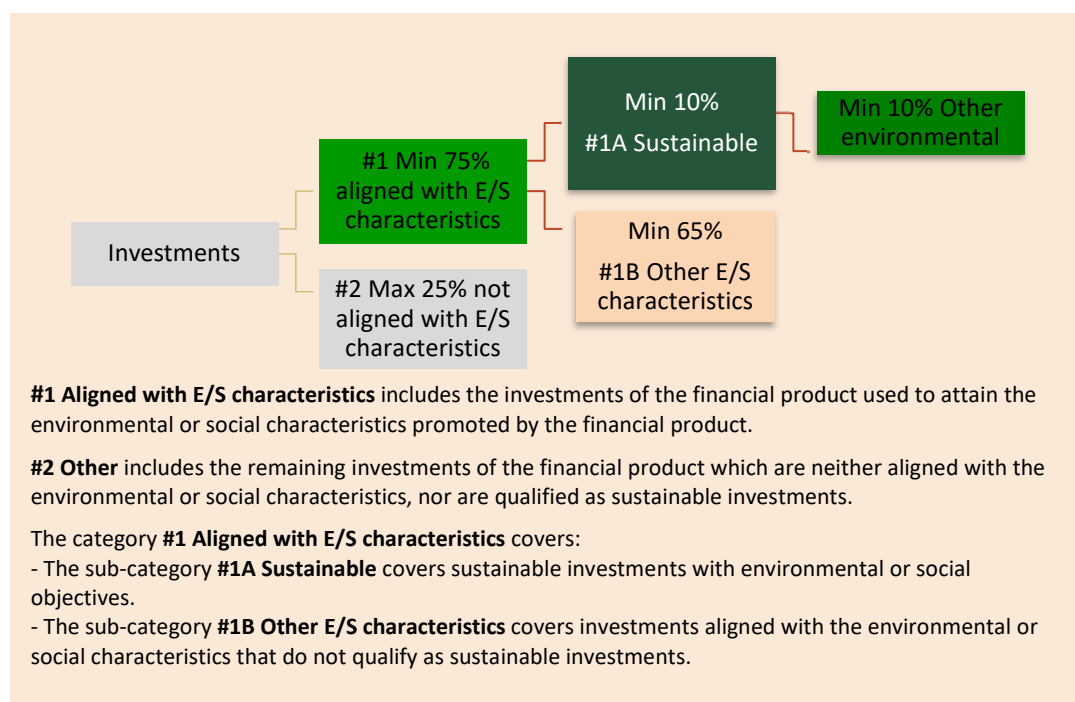 Investments
#1 Min 75%
aligned with E/S
characteristics
#2 Max 25% not
aligned with E/S
characteristics
Min 10%
#1A Sustainable
Min 65%
#1B Other E/S
characteristics
Min 10% Other
environmental
#1 Aligned with E/S characteristics includes the investments of the financial product used to attain the
environmental or social characteristics promoted by the financial product.
#2 Other includes the remaining investments of the financial product which are neither aligned with the
environmental or social characteristics, nor are qualified as sustainable investments.
The category #1 Aligned with E/S characteristics covers:
- The sub-category #1A Sustainable covers sustainable investments with environmental or social
objectives.
- The sub-category #1B Other E/S characteristics covers investments aligned with the environmental or
social characteristics that do not qualify as sustainable investments.